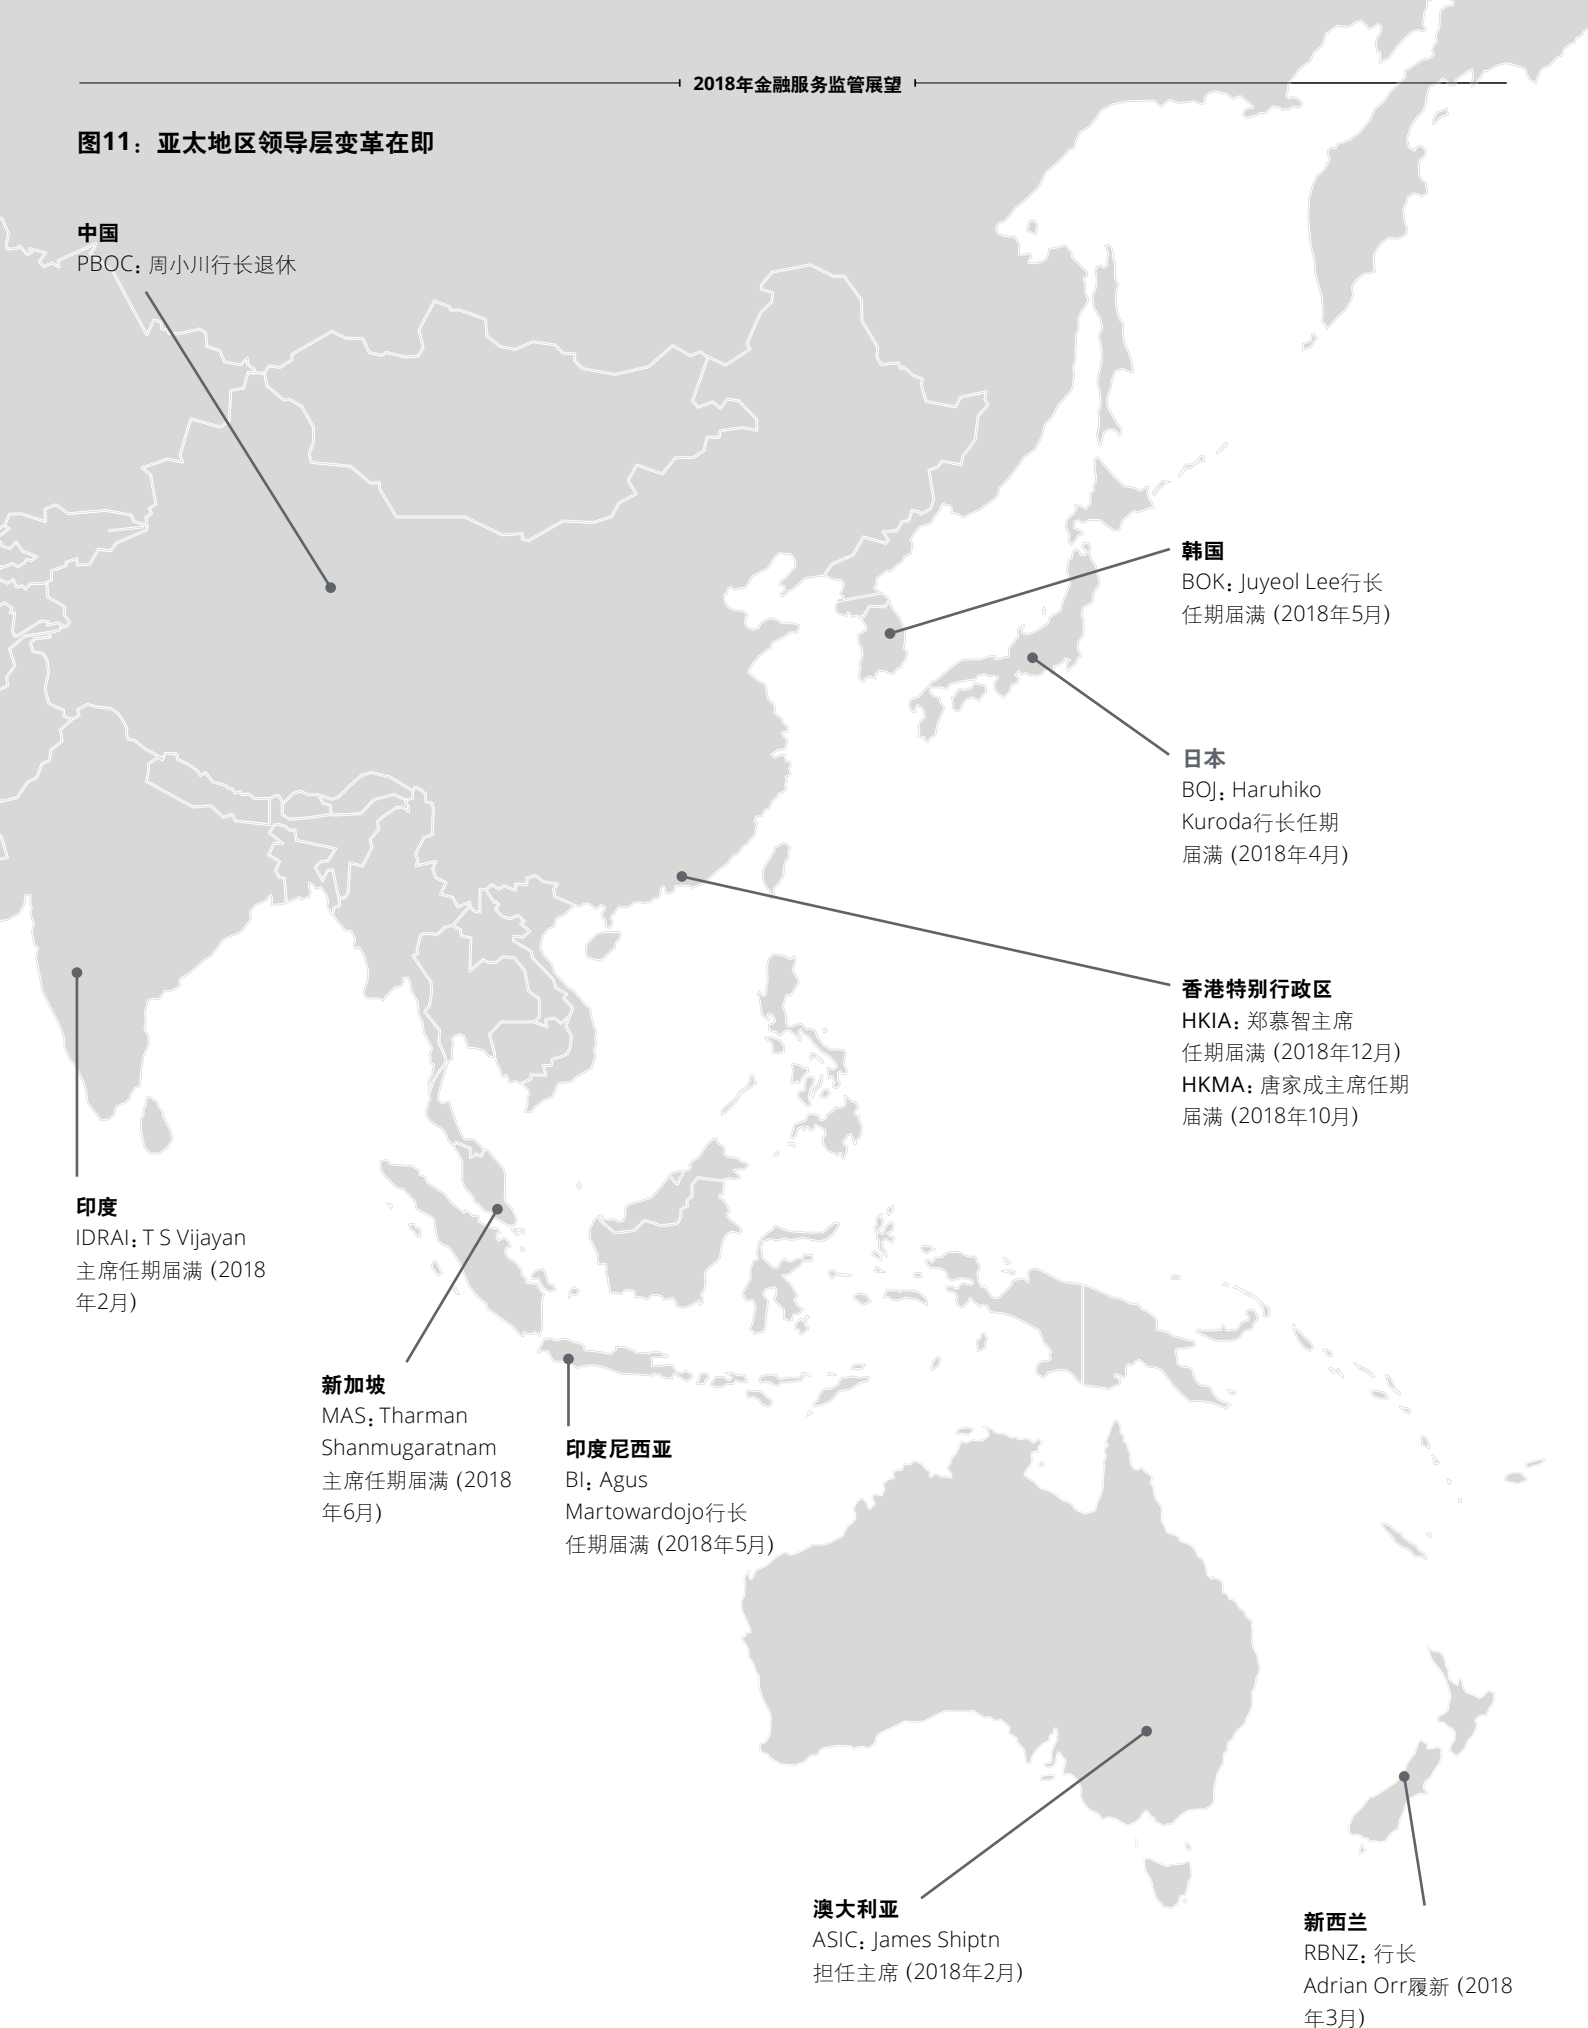 2018年金融服务监管展望
图11：亚太地区领导层变革在即
中国
PBOC：周小川行长退休
韩国
BOK：Juyeol Lee行长
任期届满 (2018年5月)
日本
BOJ：Haruhiko
Kuroda行长任期
届满 (2018年4月)
香港特别行政区
HKIA：郑慕智主席
任期届满 (2018年12月)
HKMA：唐家成主席任期
届满 (2018年10月)
印度
IDRAI：T S Vijayan
主席任期届满 (2018
年2月)
新加坡
MAS：Tharman
Shanmugaratnam
主席任期届满 (2018
年6月)
印度尼西亚
BI：Agus
Martowardojo行长
任期届满 (2018年5月)
澳大利亚
ASIC：James Shiptn
担任主席 (2018年2月)
新西兰
RBNZ：行长
Adrian Orr履新 (2018
年3月)